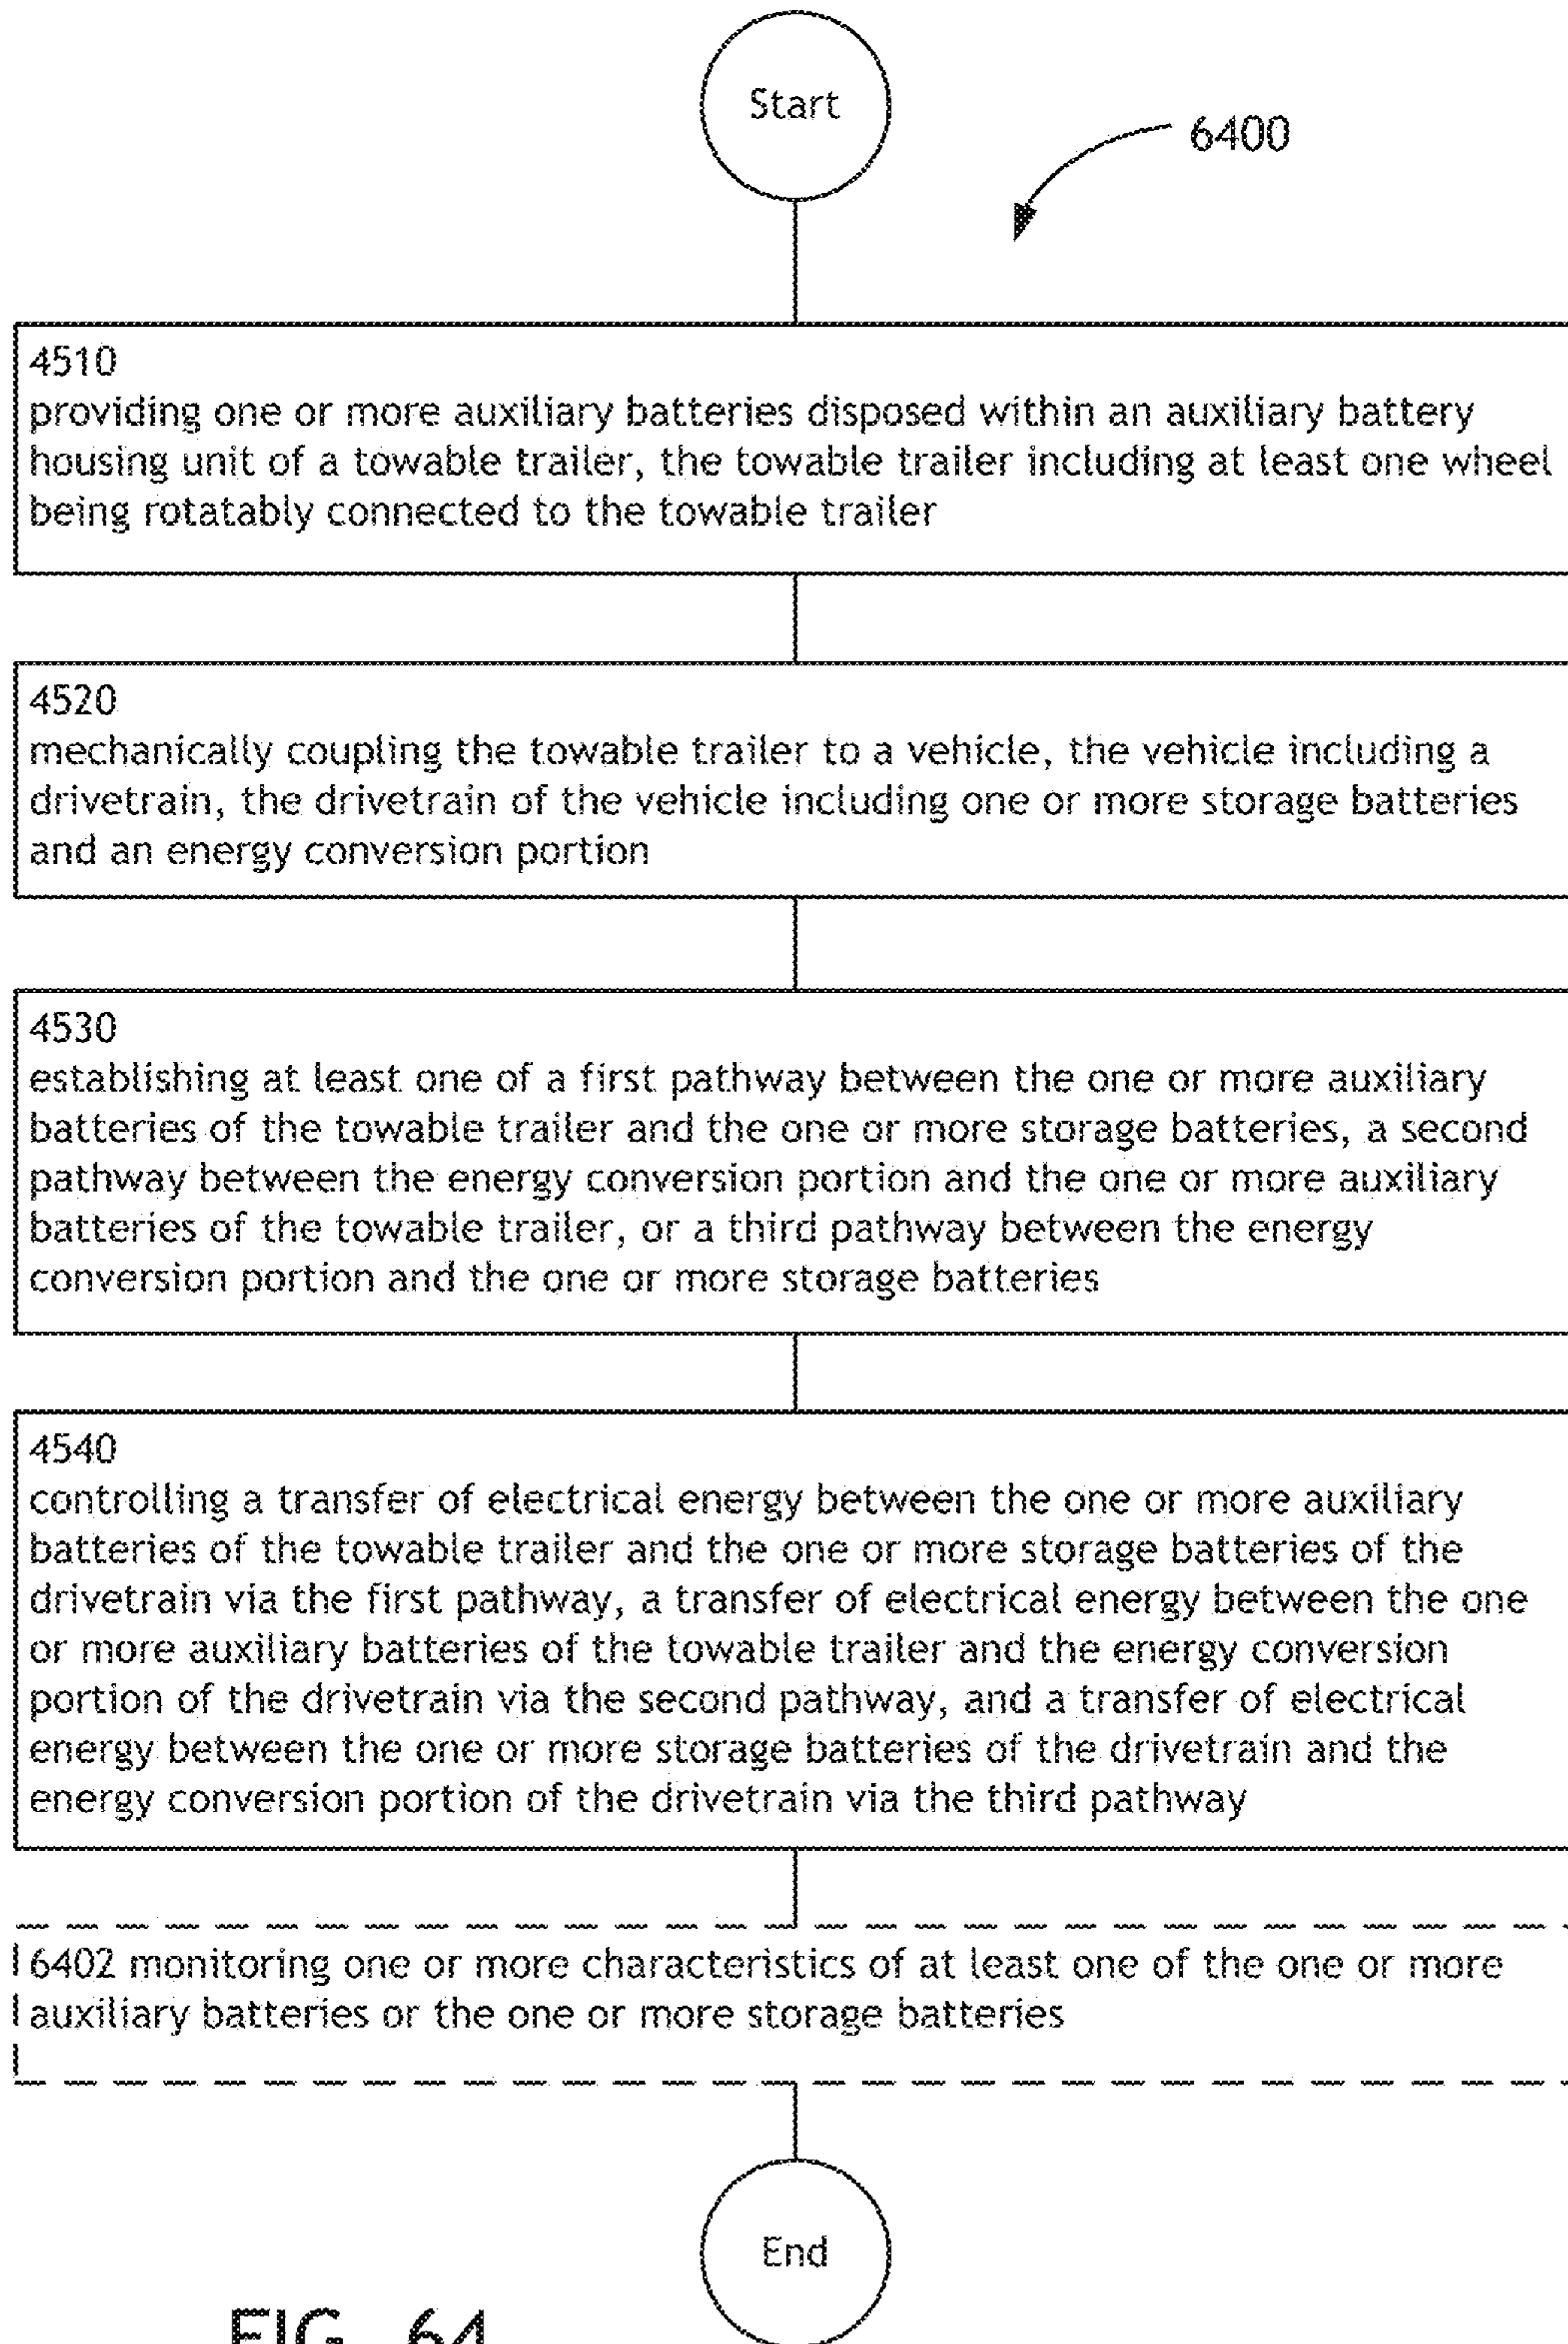 Start
6400
4510
providing one or more auxiliary batteries disposed within an auxiliary battery
housing unit of a towable trailer, the towable trailer including at least one wheel
being rotatably connected to the towable trailer
4520
mechanically coupling the towable trailer to a vehicle, the vehicle including a
drivetrain, the drivetrain of the vehicle including one or more storage batteries
and an energy conversion portion
4530
establishing at least one of a first pathway between the one or more auxiliary
batteries of the towable trailer and the one or more storage batteries, a second
pathway between the energy conversion portion and the one or more auxiliary
batteries of the towable trailer, or a third pathway between the energy
conversion portion and the one or more storage batteries
4540
controlling a transfer of electrical energy between the one or more auxiliary
batteries of the towable trailer and the one or more storage batteries of the
drivetrain via the first pathway, a transfer of electrical energy between the one
or more auxiliary batteries of the towable trailer and the energy conversion
portion of the drivetrain via the second pathway, and a transfer of electrical
energy between the one or more storage batteries of the drivetrain and the
energy conversion portion of the drivetrain via the third pathway
6402 monitoring one or more characteristics of at least one of the one or more
auxiliary batteries or the one or more storage batteries
End
FIG. 64